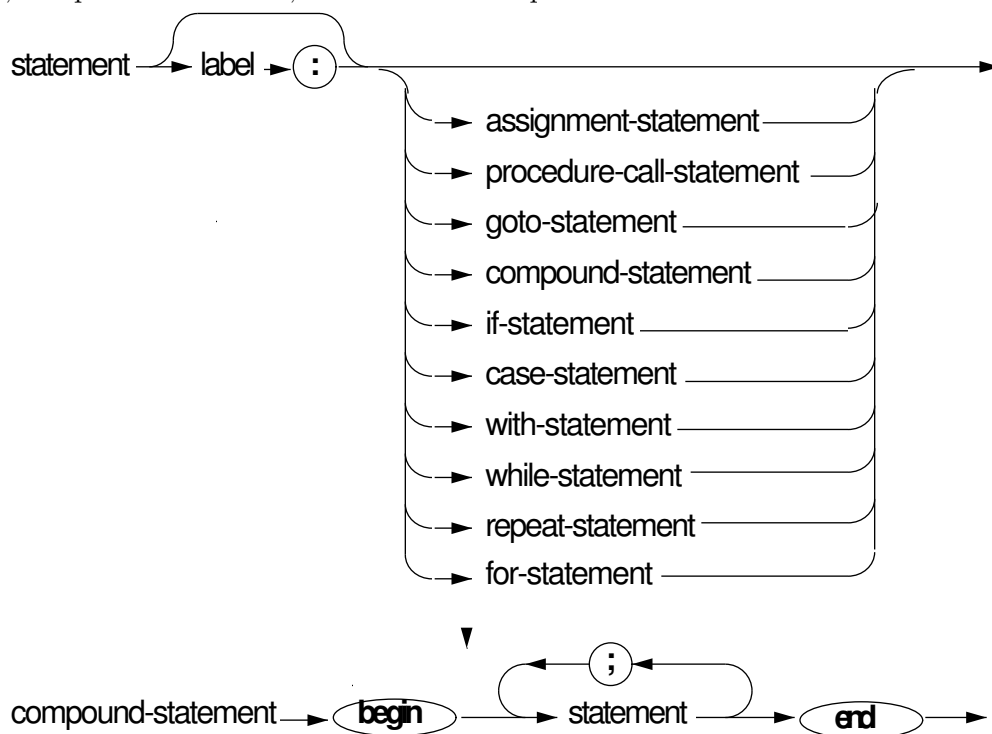 statement label :
assignment-statement
procedure-call-statement
goto-statement
compound-statement
if-statement
case-statement
with-statement
while-statement
repeat-statement
for-statement
;
compound-statement begin statement end